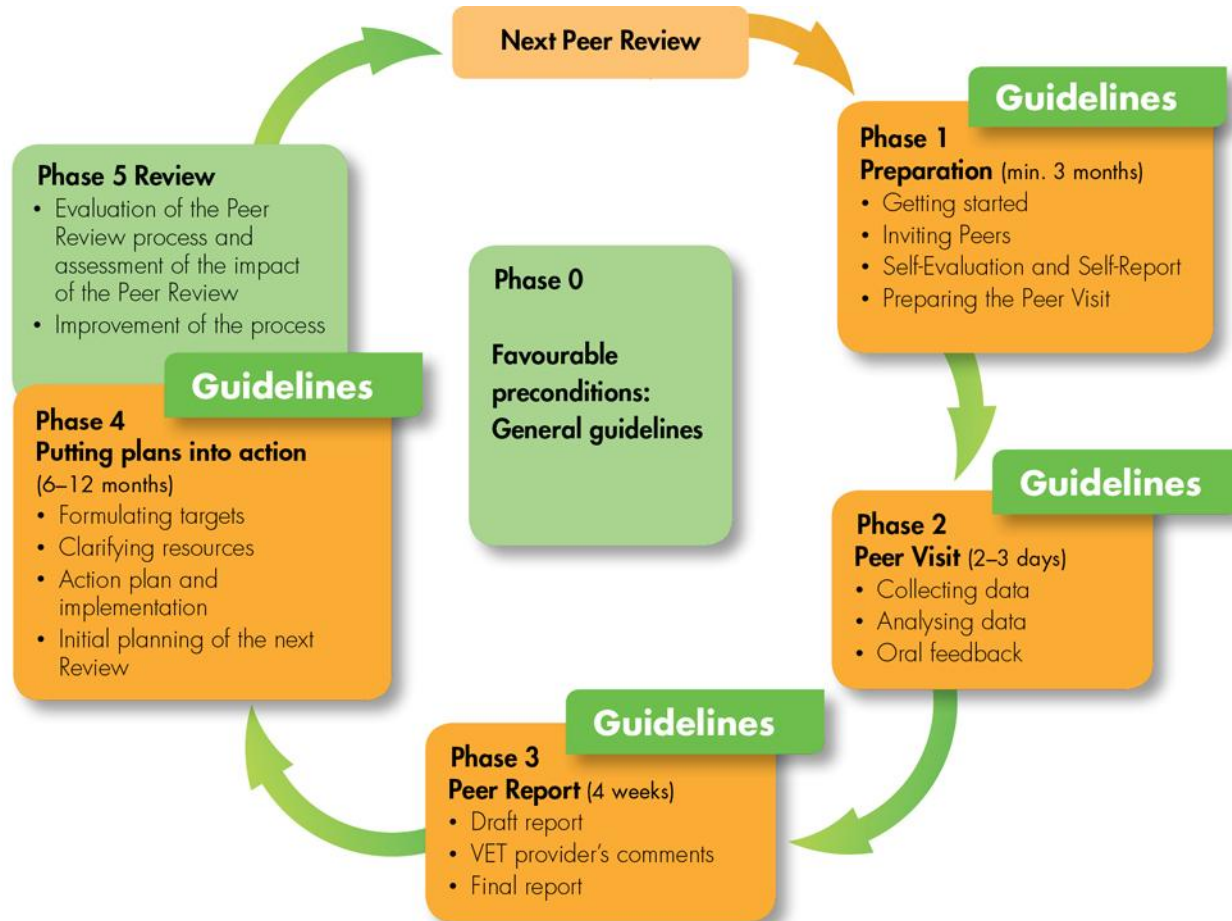 Next Peer Review
Guidelines
Phase 1
Preparation (min. 3 months)
• Getting started
• Inviting Peers
• Self-Evaluation and Self-Report
• Preparing the Peer Visit
Guidelines
Phase 2
Peer Visit (2–3 days)
• Collecting data
• Analysing data
• Oral feedback
Guidelines
Phase 3
Peer Report (4 weeks)
• Draft report
• VET provider's comments
• Final report
Guidelines
Phase 4
Putting plans into action
(6–12 months)
• Formulating targets
• Clarifying resources
• Action plan and
implementation
• Initial planning of the next
Review
Phase 5 Review
• Evaluation of the Peer
Review process and
assessment of the impact
of the Peer Review
• Improvement of the process
Phase 0
Favourable
preconditions:
General guidelines